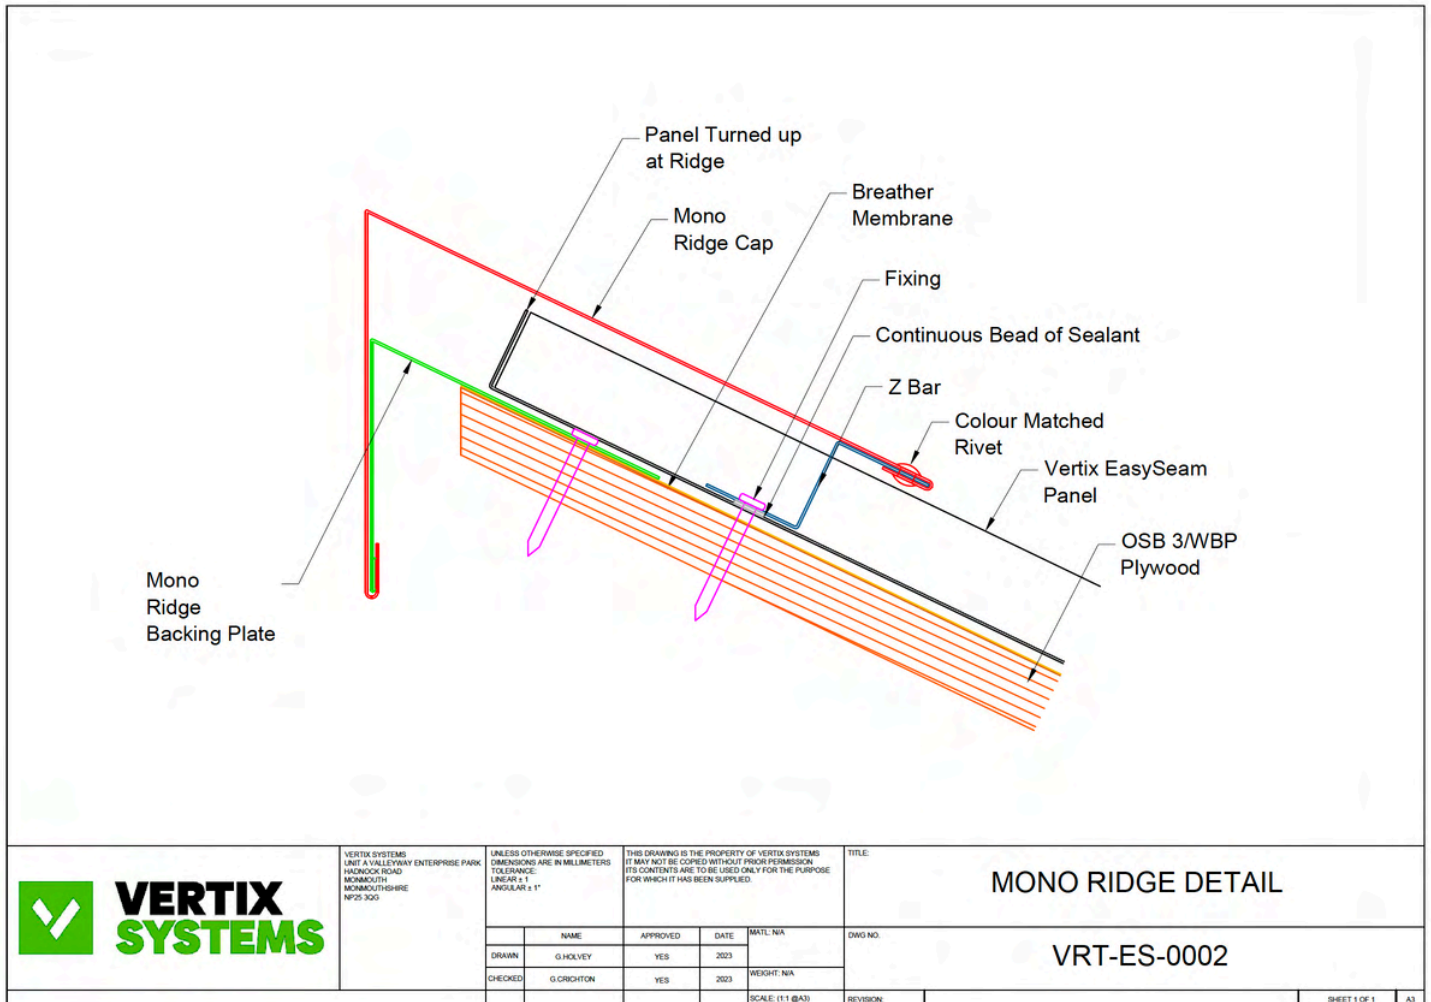 Panel Turned up
at Ridge
Breather
Membrane
Mono
Ridge Cap
Fixing
Continuous Bead of Sealant
Z Bar
Colour Matched
Rivet
Vertix EasySeam
Panel
OSB 3/WBP
Plywood
Mono
Ridge
Backing Plate
VERTIX
SYSTEMS
VERTIX SYSTEMS
UNIT A VALLEYWAY ENTERPRISE PARK
HADNOCK ROAD
MONMOUTH
MONMOUTHSHIRE
NP25 3QG
UNLESS OTHERWISE SPECIFIED
DIMENSIONS ARE IN MILLIMETERS
TOLERANCE:
LINEAR ± 1
ANGULAR ± 1°
THIS DRAWING IS THE PROPERTY OF VERTIX SYSTEMS
IT MAY NOT BE COPIED WITHOUT PRIOR PERMISSION
ITS CONTENTS ARE TO BE USED ONLY FOR THE PURPOSE
FOR WHICH IT HAS BEEN SUPPLIED.
TITLE:
MONO RIDGE DETAIL
NAME APPROVED DATE
DRAWN G.HOLVEY YES 2023
CHECKED G.CRICHTON YES 2023
MATL: N/A
WEIGHT: N/A
SCALE: (1:1 @A3)
DWG NO.
VRT-ES-0002
REVISION:
SHEET 1 OF 1
A3